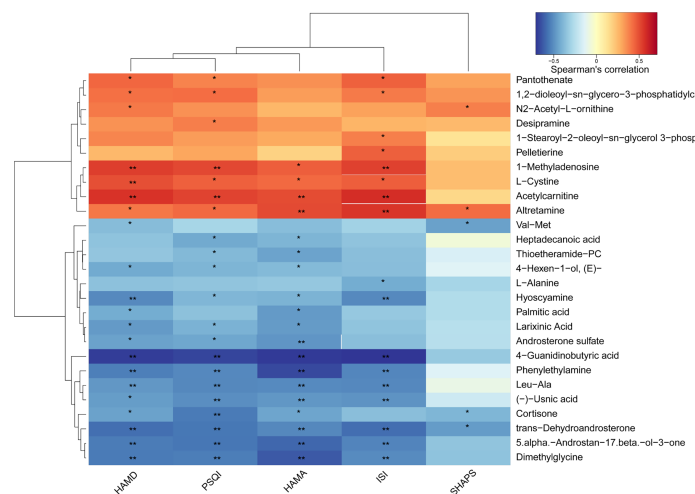 −0.5 0 0.5
Spearman's correlation
Pantothenate
1,2−dioleoyl−sn−glycero−3−phosphatidylc
N2−Acetyl−L−ornithine
Desipramine
1−Stearoyl−2−oleoyl−sn−glycerol 3−phosp
Pelletierine
1−Methyladenosine
L−Cystine
Acetylcarnitine
Altretamine
Val−Met
Heptadecanoic acid
Thioetheramide−PC
4−Hexen−1−ol, (E)−
L−Alanine
Hyoscyamine
Palmitic acid
Larixinic Acid
Androsterone sulfate
4−Guanidinobutyric acid
Phenylethylamine
Leu−Ala
(−)−Usnic acid
Cortisone
trans−Dehydroandrosterone
5.alpha.−Androstan−17.beta.−ol−3−one
Dimethylglycine
HAMD PSQI HAMA ISI SHAPS